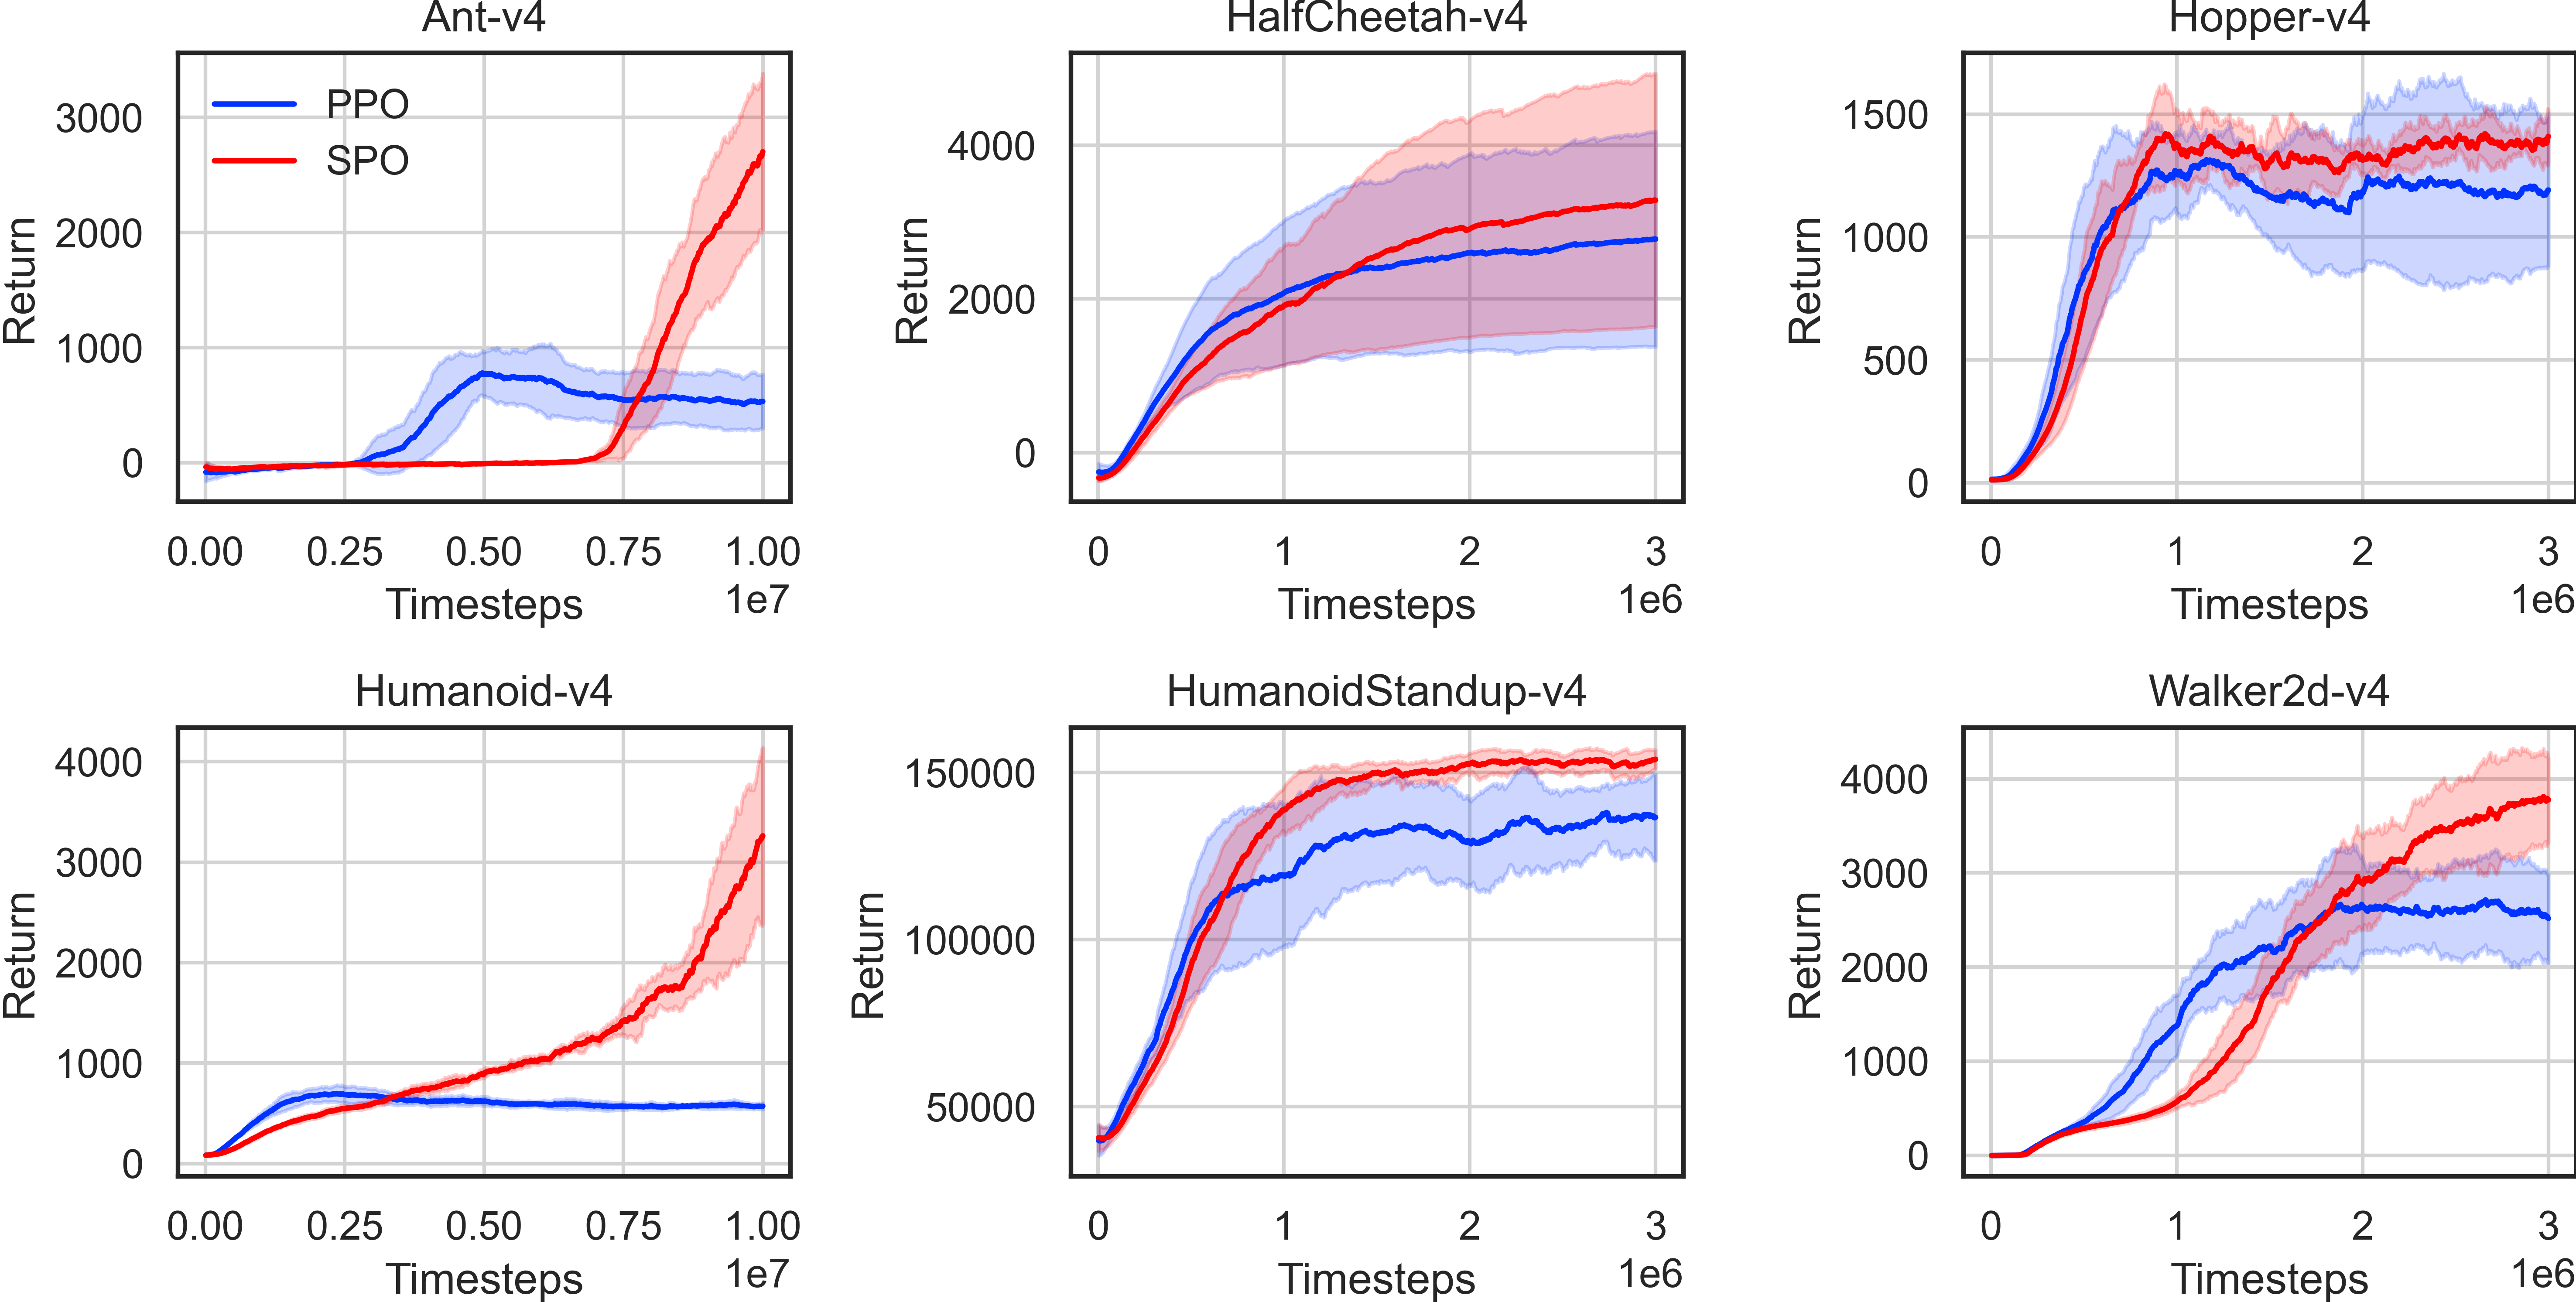 Ant-v4
3000
2000
1000
0
Return
PPO
SPO
0.00 0.25 0.50 0.75 1.00
Timesteps
1e7
HalfCheetah-v4
4000
2000
0
Return
0 1 2 3
Timesteps
1e6
Hopper-v4
1500
1000
500
0
Return
0 1 2 3
Timesteps
1e6
Humanoid-v4
4000
3000
2000
1000
0
Return
0.00 0.25 0.50 0.75 1.00
Timesteps
1e7
HumanoidStandup-v4
150000
100000
50000
Return
0 1 2 3
Timesteps
1e6
Walker2d-v4
4000
3000
2000
1000
0
Return
0 1 2 3
Timesteps
1e6